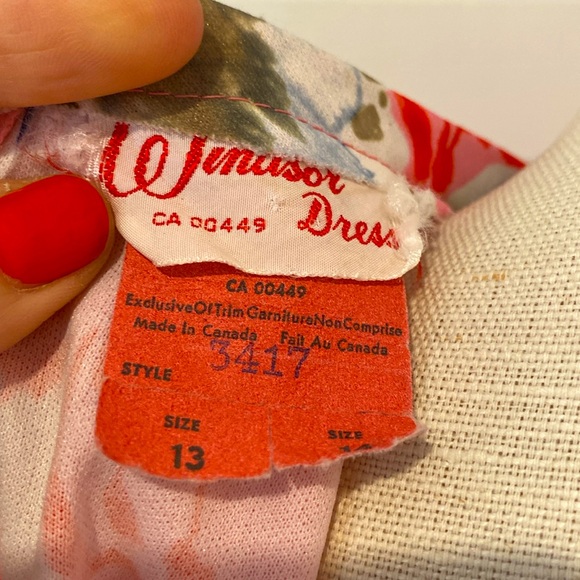 Windsor
CA 00449 Dress
CA 00449
ExclusiveOfTrimGarnitureNonComprise
Made In Canada Fait Au Canada
3417
STYLE
SIZE SIZE
13